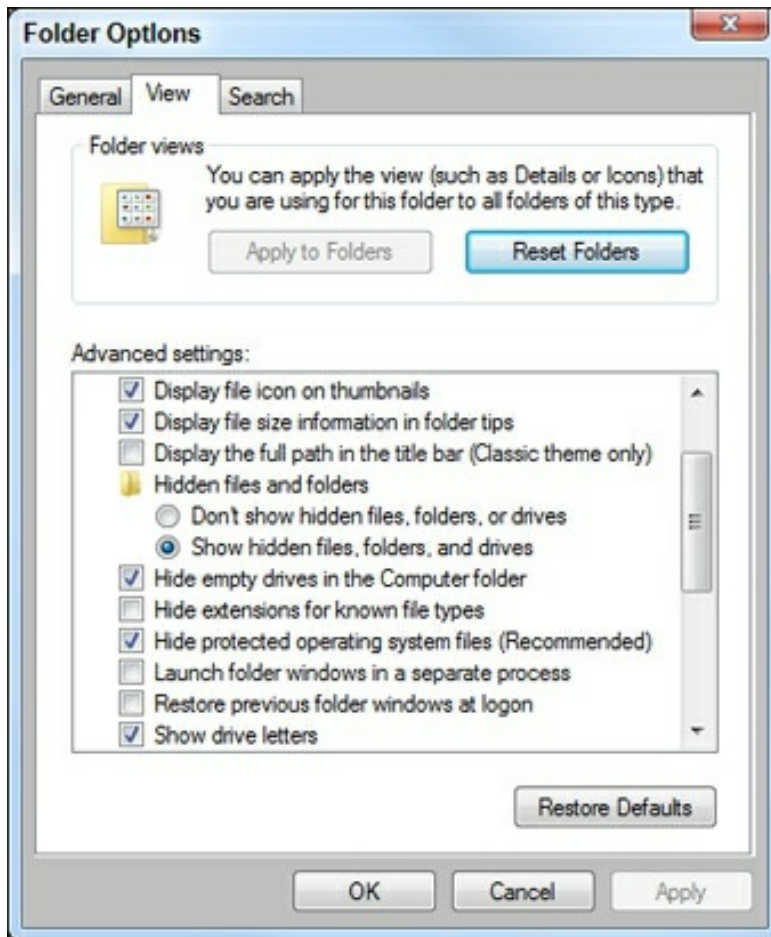 Folder Options
General View Search
Folder views
You can apply the view (such as Details or Icons) that
you are using for this folder to all folders of this type.
Apply to Folders Reset Folders
Advanced settings:
Display file icon on thumbnails
Display file size information in folder tips
Display the full path in the title bar (Classic theme only)
Hidden files and folders
Don't show hidden files, folders, or drives
Show hidden files, folders, and drives
Hide empty drives in the Computer folder
Hide extensions for known file types
Hide protected operating system files (Recommended)
Launch folder windows in a separate process
Restore previous folder windows at logon
Show drive letters
Restore Defaults
OK Cancel Apply